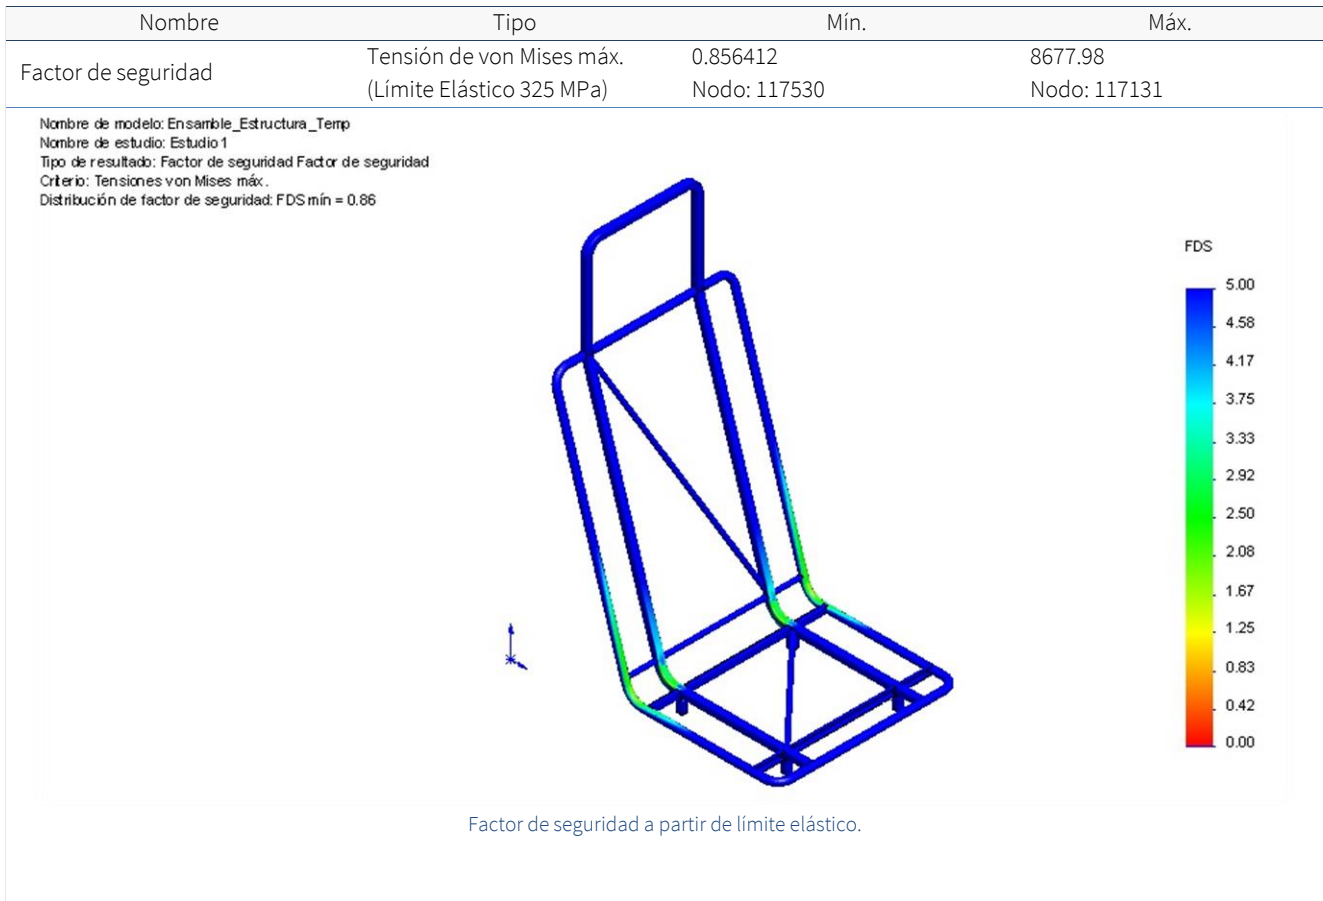 Nombre Tipo Mín. Máx.
Factor de seguridad
Tensión de von Mises máx. 0.856412 8677.98
(Límite Elástico 325 MPa) Nodo: 117530 Nodo: 117131
Nombre de modelo: Ensamble_Estructura_Temp
Nombre de estudio: Estudio 1
Tipo de resultado: Factor de seguridad Factor de seguridad
Criterio: Tensiones von Mises máx.
Distribución de factor de seguridad: FDS mín = 0.86
FDS
5.00
4.58
4.17
3.75
3.33
2.92
2.50
2.08
1.67
1.25
0.83
0.42
0.00
Factor de seguridad a partir de límite elástico.